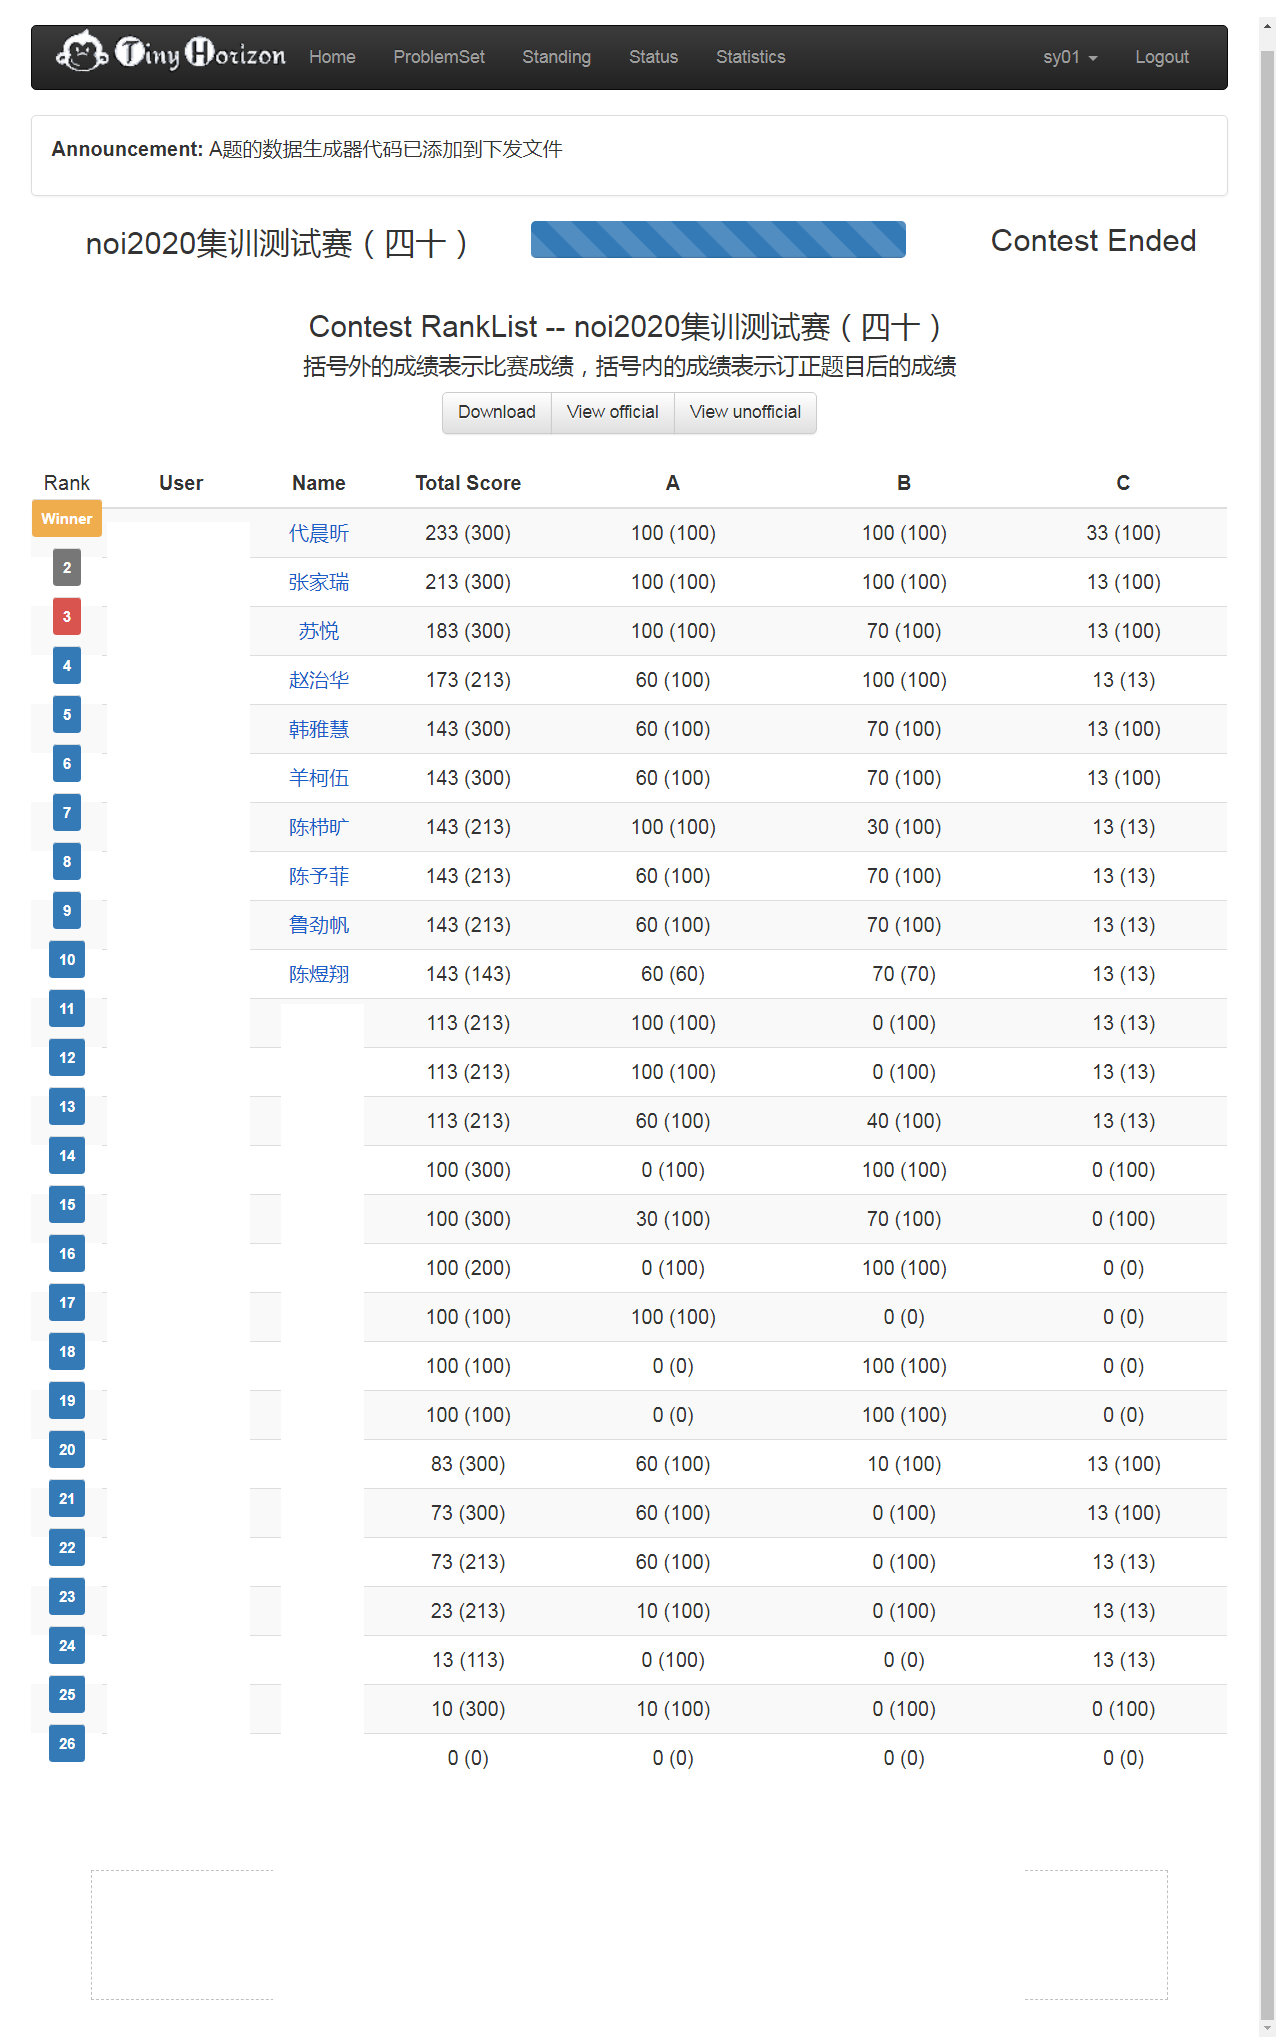 Tiny Horizon Home ProblemSet Standing Status Statistics sy01 Logout
Announcement: A题的数据生成器代码已添加到下发文件
noi2020集训测试赛（四十） Contest Ended
Contest RankList -- noi2020集训测试赛（四十）
括号外的成绩表示比赛成绩，括号内的成绩表示订正题目后的成绩
Download View official View unofficial
Rank User Name Total Score A B C
Winner 代晨昕 233 (300) 100 (100) 100 (100) 33 (100)
2 张家瑞 213 (300) 100 (100) 100 (100) 13 (100)
3 苏悦 183 (300) 100 (100) 70 (100) 13 (100)
4 赵治华 173 (213) 60 (100) 100 (100) 13 (13)
5 韩雅慧 143 (300) 60 (100) 70 (100) 13 (100)
6 羊柯伍 143 (300) 60 (100) 70 (100) 13 (100)
7 陈栉旷 143 (213) 100 (100) 30 (100) 13 (13)
8 陈予菲 143 (213) 60 (100) 70 (100) 13 (13)
9 鲁劲帆 143 (213) 60 (100) 70 (100) 13 (13)
10 陈煜翔 143 (143) 60 (60) 70 (70) 13 (13)
11 113 (213) 100 (100) 0 (100) 13 (13)
12 113 (213) 100 (100) 0 (100) 13 (13)
13 113 (213) 60 (100) 40 (100) 13 (13)
14 100 (300) 0 (100) 100 (100) 0 (100)
15 100 (300) 30 (100) 70 (100) 0 (100)
16 100 (200) 0 (100) 100 (100) 0 (0)
17 100 (100) 100 (100) 0 (0) 0 (0)
18 100 (100) 0 (0) 100 (100) 0 (0)
19 100 (100) 0 (0) 100 (100) 0 (0)
20 83 (300) 60 (100) 10 (100) 13 (100)
21 73 (300) 60 (100) 0 (100) 13 (100)
22 73 (213) 60 (100) 0 (100) 13 (13)
23 23 (213) 10 (100) 0 (100) 13 (13)
24 13 (113) 0 (100) 0 (0) 13 (13)
25 10 (300) 10 (100) 0 (100) 0 (100)
26 0 (0) 0 (0) 0 (0) 0 (0)